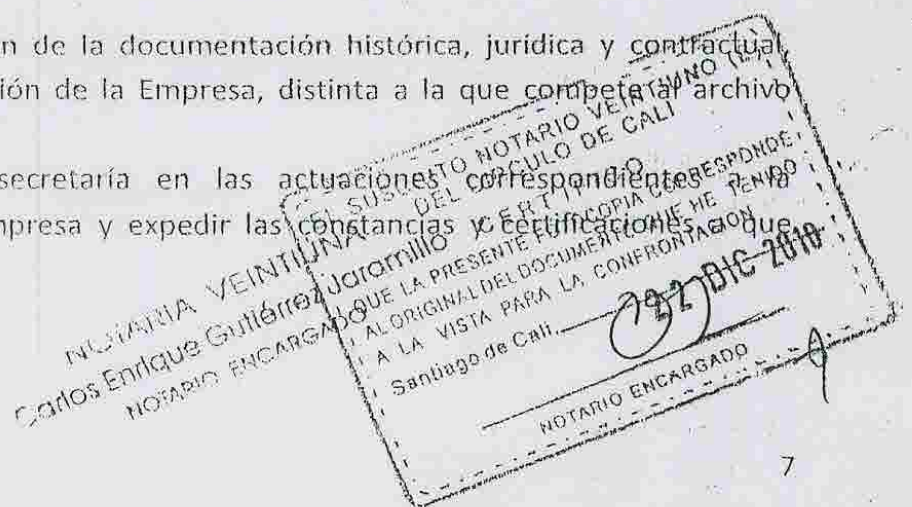 n de la documentación histórica, jurídica y contractual,
ión de la Empresa, distinta a la que compete al archivo
secretaría en las actuaciones correspondientes a la
mpresa y expedir las constancias y certificaciones a que
EL SUSCRITO NOTARIO VEINTIUNO
DEL CIRCULO DE CALI
CERTIFICO
QUE LA PRESENTE FOTOCOPIA CORRESPONDE
AL ORIGINAL DEL DOCUMENTO QUE HE TENIDO
A LA VISTA PARA LA CONFRONTACION
Santiago de Cali, 22 DIC 2010
NOTARIO ENCARGADO
NOTARIA VEINTIUNA
Carlos Enrique Gutiérrez Jaramillo
NOTARIO ENCARGADO
7